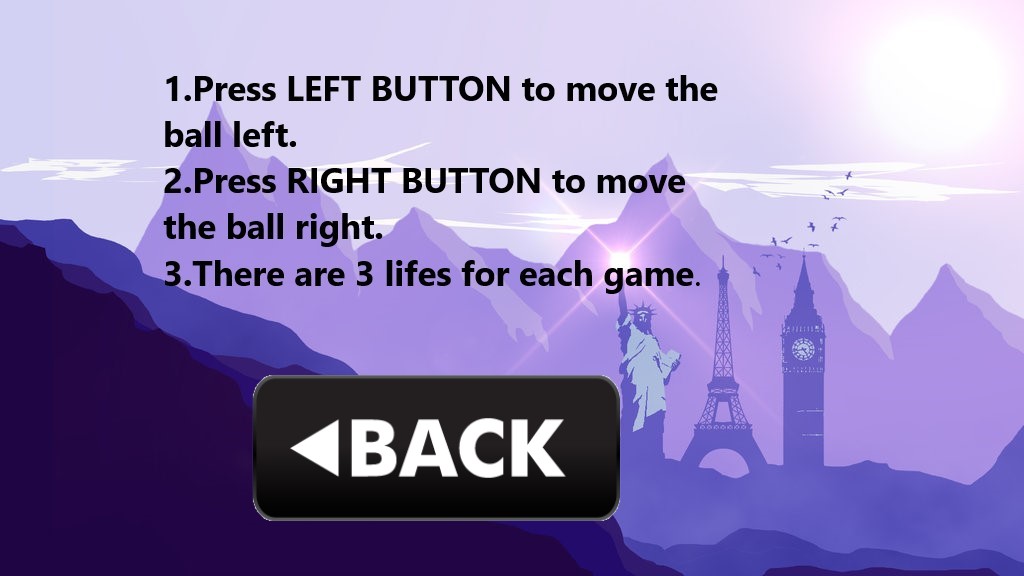 1.Press LEFT BUTTON to move the
ball left.
2.Press RIGHT BUTTON to move
the ball right.
3.There are 3 lifes for each game.
BACK